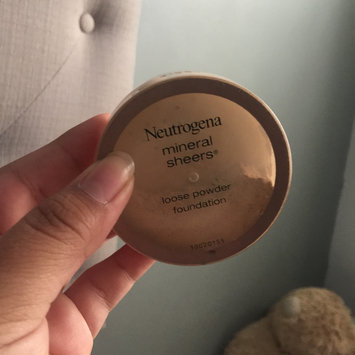 Neutrogena
mineral
sheers®
loose powder
foundation